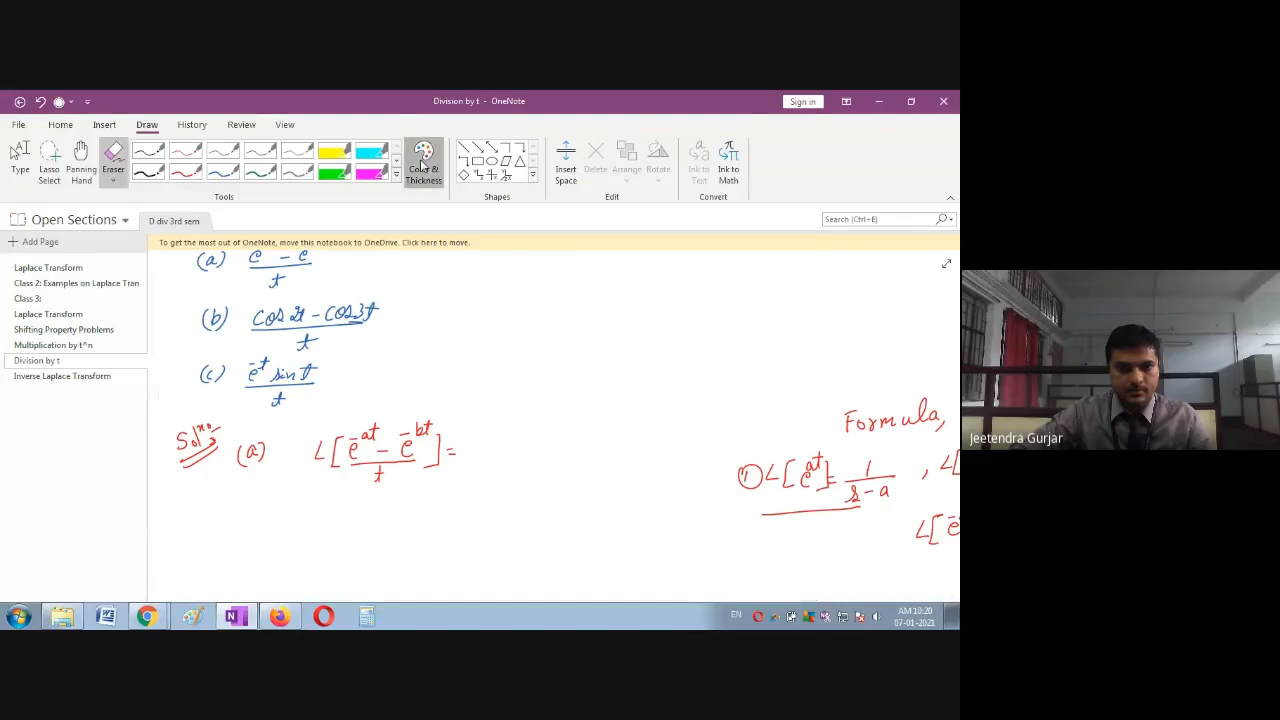 Division by t - OneNote
Sign in
File Home Insert Draw History Review View
Type
Lasso Select
Panning Hand
Eraser
Color & Thickness
Insert Space
Delete
Arrange
Rotate
Ink to Text
Ink to Math
Tools
Shapes
Edit
Convert
Open Sections
D div 3rd sem
Search (Ctrl+E)
Add Page
To get the most out of OneNote, move this notebook to OneDrive. Click here to move.
Laplace Transform
Class 2: Examples on Laplace Tran
Class 3:
Laplace Transform
Shifting Property Problems
Multiplication by t^n
Division by t
Inverse Laplace Transform
(a) e - e / t
(b) cos 2t - cos 3t / t
(c) e^-t sin t / t
Solⁿ:-
(a) L[e^-at - e^-bt / t] =
Formula,
① L[e^at] = 1 / s-a , L[
L[e^-
Jeetendra Gurjar
EN
AM 10:20
07-01-2021